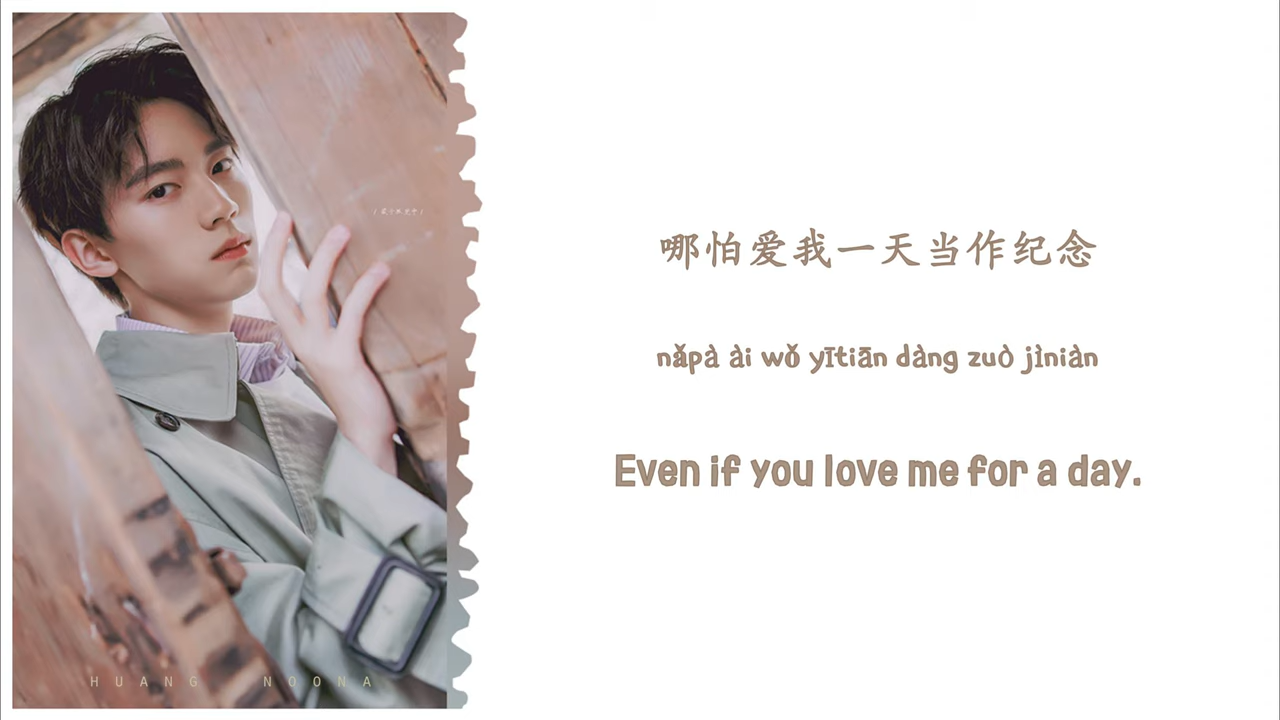 哪怕爱我一天当作纪念
nǎpà ài wǒ yītiān dàng zuò jìniàn
Even if you love me for a day.
HUANG NOONA